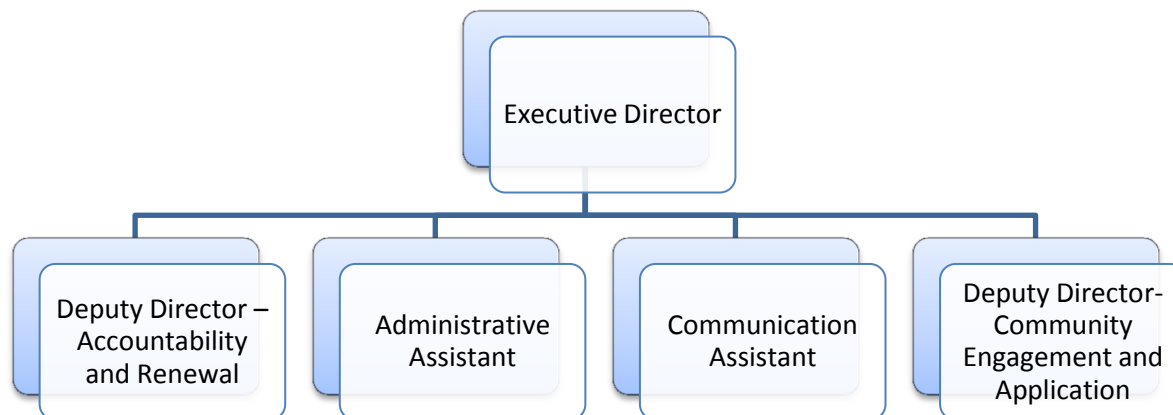 Executive Director
Deputy Director –
Accountability
and Renewal
Administrative
Assistant
Communication
Assistant
Deputy Director-
Community
Engagement and
Application